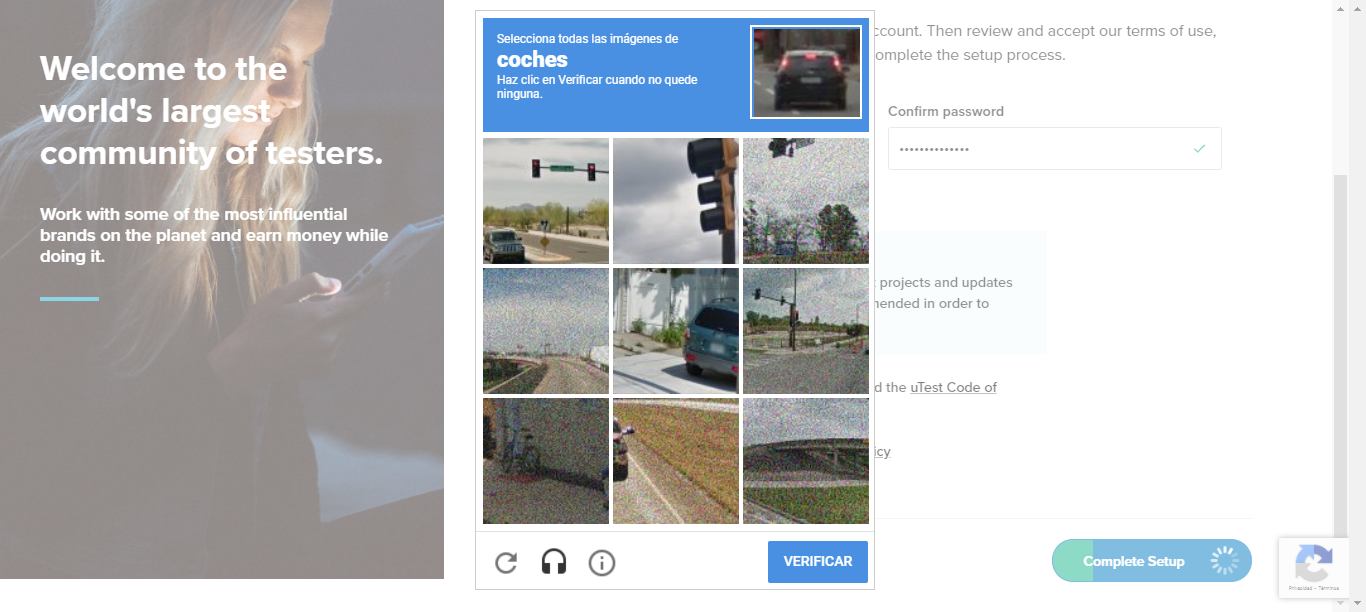 Welcome to the
world's largest
community of testers.
Work with some of the most influential
brands on the planet and earn money while
doing it.
Selecciona todas las imágenes de
coches
Haz clic en Verificar cuando no quede
ninguna.
VERIFICAR
ccount. Then review and accept our terms of use,
omplete the setup process.
Confirm password
••••••••••••••
t projects and updates
nended in order to
d the uTest Code of
icy
Complete Setup
Privacidad - Términos